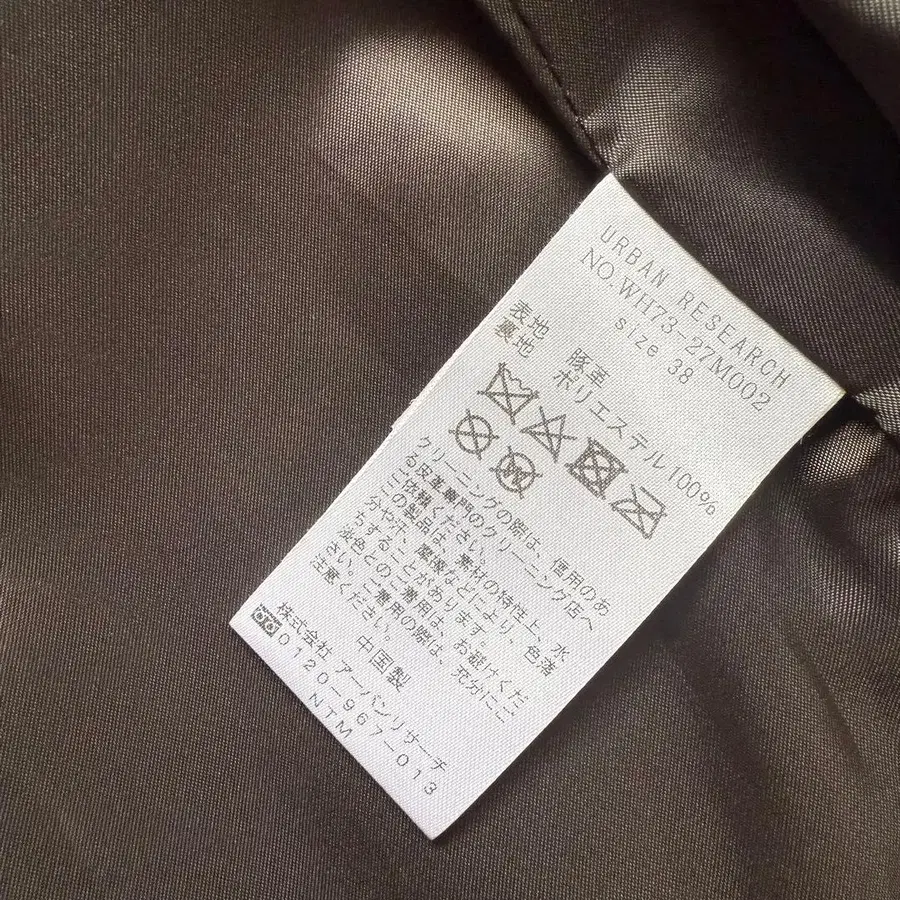 URBAN RESEARCH
NO.WH73-27M002
size 38
表地 豚革
裏地 ポリエステル100%
クリーニングの際は、信用のあ
る皮革専門のクリーニング店へ
ご依頼ください。
この製品は、素材の特性上、水
分や汗、摩擦などにより、色落
ちすることがあります。
淡色とのご着用は、お避けくだ
さい。ご着用の際は、充分にご
注意ください。
中国製
株式会社 アーバンリサーチ
0120-967-013
NTM